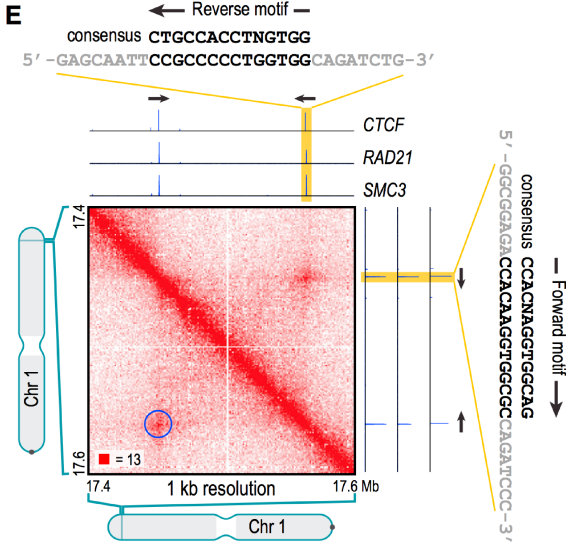 E
Reverse motif
consensus CTGCCACCTNGTGG
5´-GAGCAATTCCGCCCCCTGGTGGCAGATCTG-3´
CTCF
RAD21
SMC3
17.4
17.6
Chr 1
= 13
17.4
1 kb resolution
17.6 Mb
Chr 1
Forward motif
consensus CCACNAGGTGGCAG
5´-GGCGGAGACCACAAGGTGGCGCCAGATCCC-3´